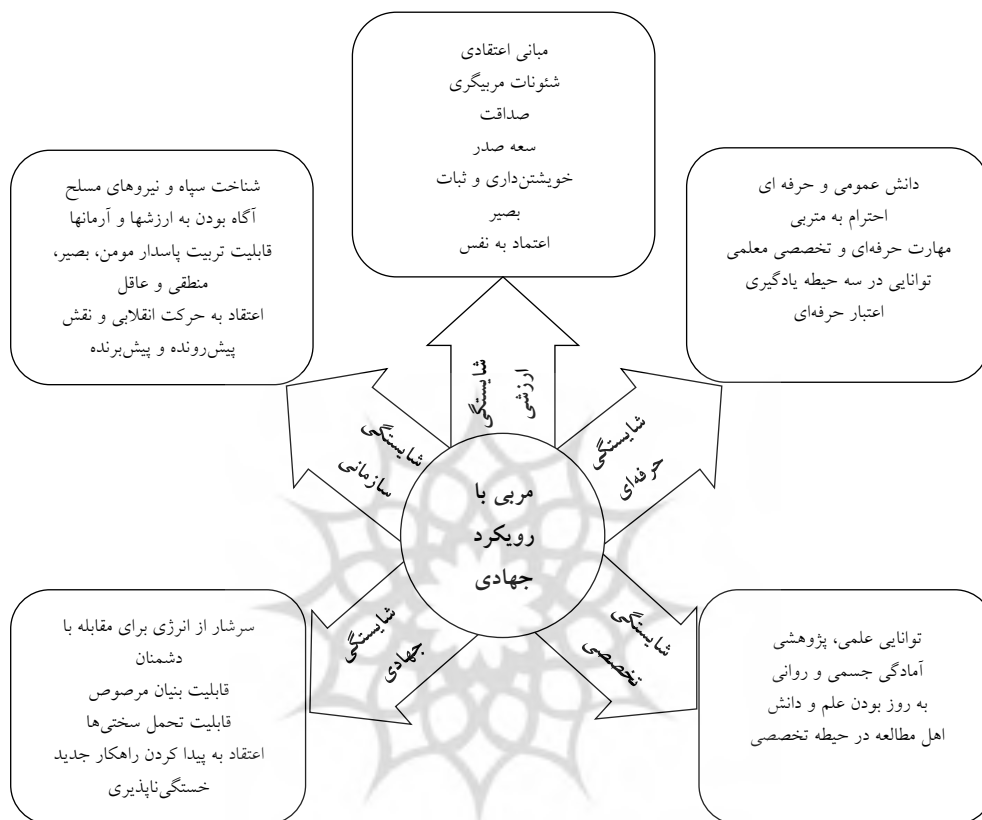 مبانی اعتقادی
شئونات مربیگری
صداقت
سعه صدر
خویشتن‌داری و ثبات
بصیر
اعتماد به نفس
دانش عمومی و حرفه ای
احترام به متربی
مهارت حرفه‌ای و تخصصی معلمی
توانایی در سه حیطه یادگیری
اعتبار حرفه‌ای
شناخت سپاه و نیروهای مسلح
آگاه بودن به ارزشها و آرمانها
قابلیت تربیت پاسدار مومن، بصیر،
منطقی و عاقل
اعتقاد به حرکت انقلابی و نقش
پیش‌رونده و پیش‌برنده
شایستگی
ارزشی
شایستگی
حرفه‌ای
شایستگی
سازمانی
مربی با
رویکرد
جهادی
شایستگی
تخصصی
شایستگی
جهادی
توانایی علمی، پژوهشی
آمادگی جسمی و روانی
به روز بودن علم و دانش
اهل مطالعه در حیطه تخصصی
سرشار از انرژی برای مقابله با
دشمنان
قابلیت بنیان مرصوص
قابلیت تحمل سختی‌ها
اعتقاد به پیدا کردن راهکار جدید
خستگی‌ناپذیری